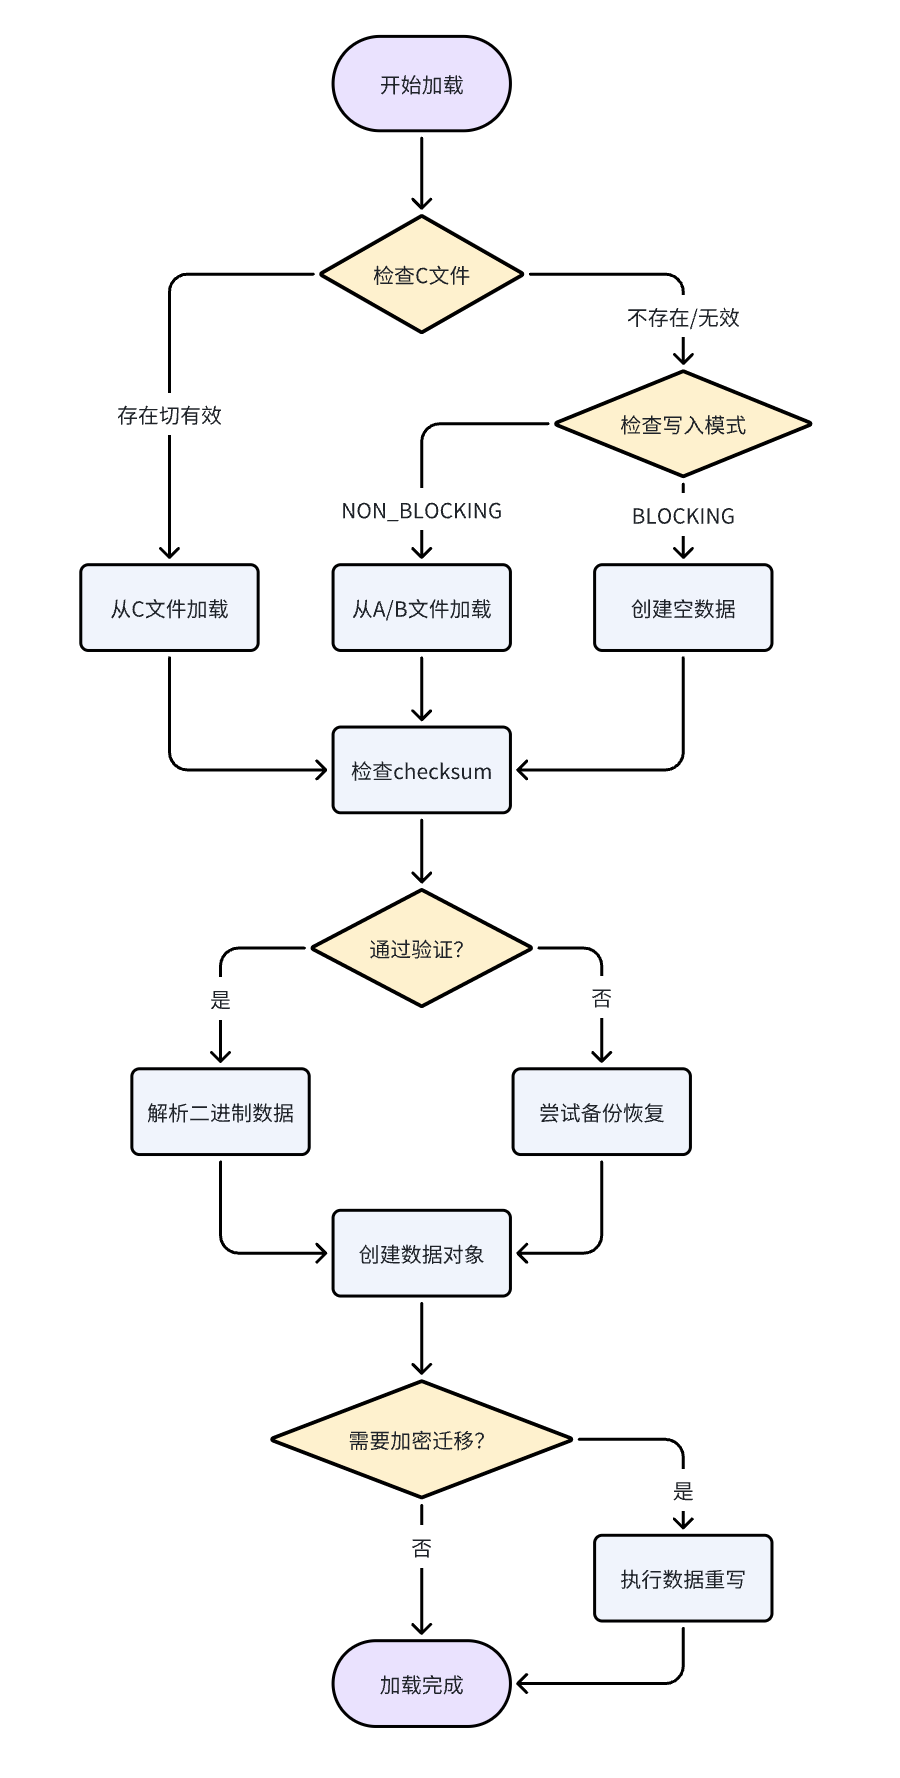 开始加载
检查C文件
不存在/无效
存在切有效
检查写入模式
NON_BLOCKING
BLOCKING
从C文件加载
从A/B文件加载
创建空数据
检查checksum
通过验证?
是
否
解析二进制数据
尝试备份恢复
创建数据对象
需要加密迁移?
是
否
执行数据重写
加载完成